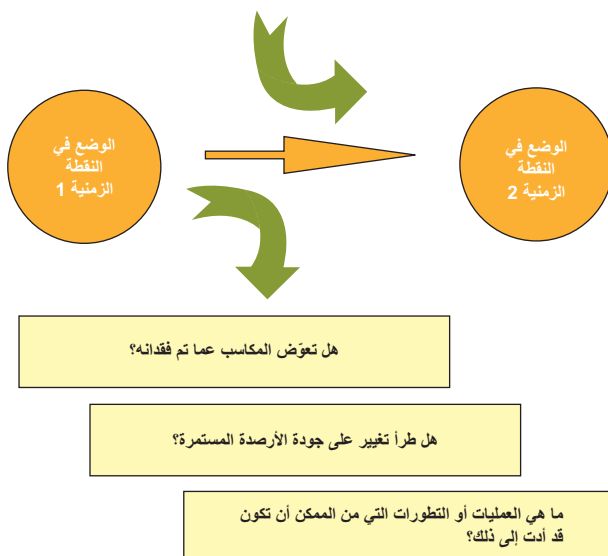 الوضع في
النقطة
الزمنية 1
الوضع في
النقطة
الزمنية 2
هل تعوّض المكاسب عما تم فقدانه؟
هل طرأ تغيير على جودة الأرصدة المستمرة؟
ما هي العمليات أو التطورات التي من الممكن أن تكون
قد أدت إلى ذلك؟